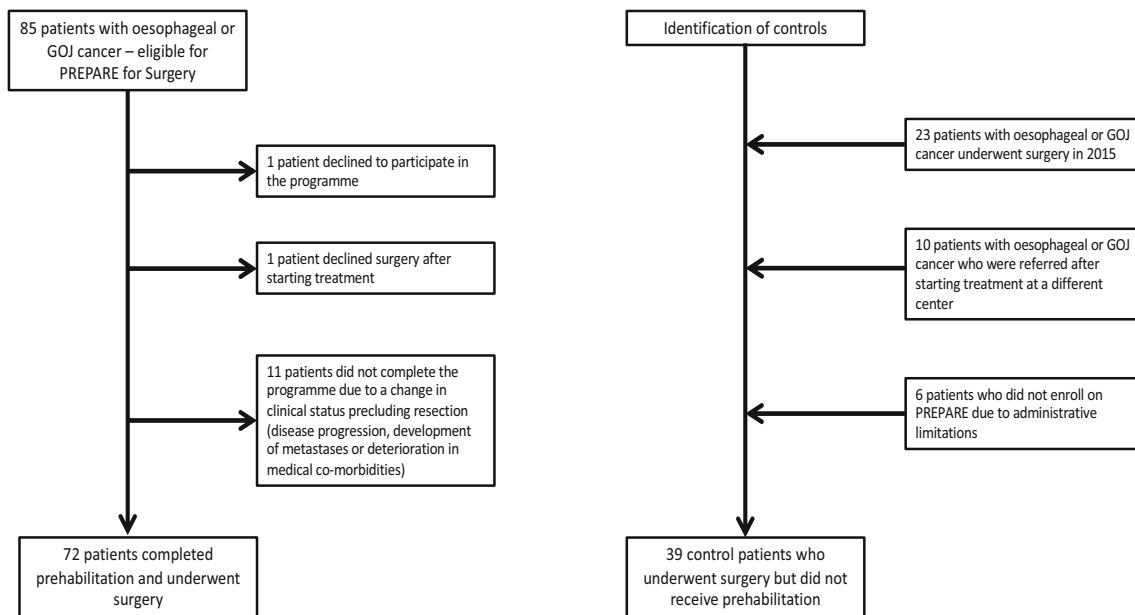 85 patients with oesophageal or
GOJ cancer – eligible for
PREPARE for Surgery
1 patient declined to participate in
the programme
1 patient declined surgery after
starting treatment
11 patients did not complete the
programme due to a change in
clinical status precluding resection
(disease progression, development
of metastases or deterioration in
medical co-morbidities)
72 patients completed
prehabilitation and underwent
surgery
Identification of controls
23 patients with oesophageal or GOJ
cancer underwent surgery in 2015
10 patients with oesophageal or GOJ
cancer who were referred after
starting treatment at a different
center
6 patients who did not enroll on
PREPARE due to administrative
limitations
39 control patients who
underwent surgery but did not
receive prehabilitation